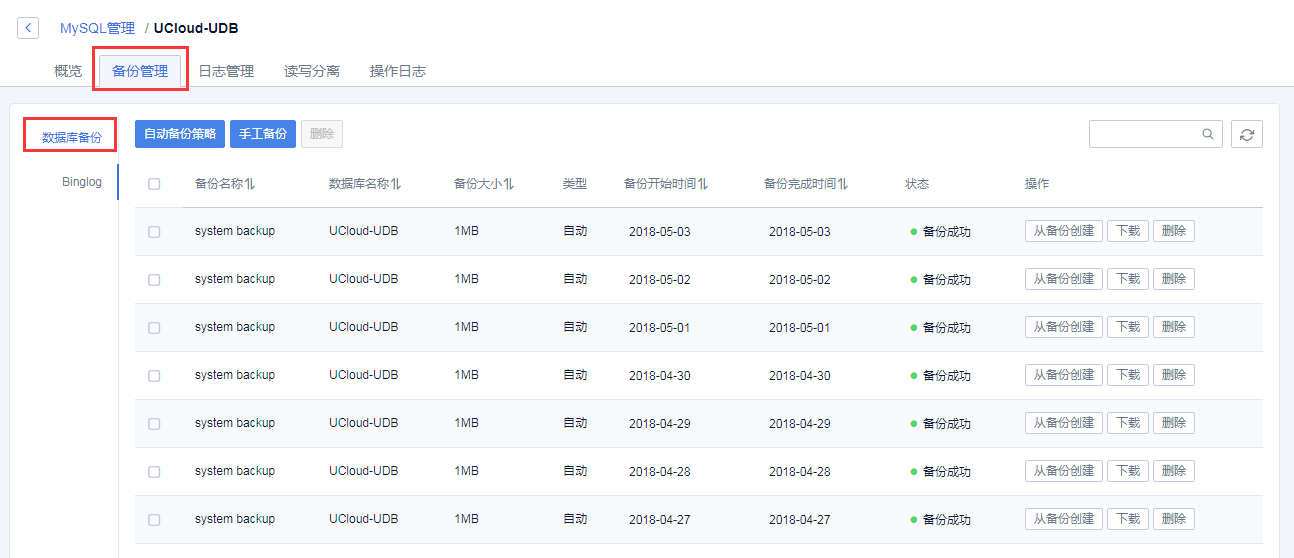 MySQL管理 / UCloud-UDB
概览 备份管理 日志管理 读写分离 操作日志
数据库备份 自动备份策略 手工备份 删除
Binglog 备份名称 数据库名称 备份大小 类型 备份开始时间 备份完成时间 状态 操作
system backup UCloud-UDB 1MB 自动 2018-05-03 2018-05-03 备份成功 从备份创建 下载 删除
system backup UCloud-UDB 1MB 自动 2018-05-02 2018-05-02 备份成功 从备份创建 下载 删除
system backup UCloud-UDB 1MB 自动 2018-05-01 2018-05-01 备份成功 从备份创建 下载 删除
system backup UCloud-UDB 1MB 自动 2018-04-30 2018-04-30 备份成功 从备份创建 下载 删除
system backup UCloud-UDB 1MB 自动 2018-04-29 2018-04-29 备份成功 从备份创建 下载 删除
system backup UCloud-UDB 1MB 自动 2018-04-28 2018-04-28 备份成功 从备份创建 下载 删除
system backup UCloud-UDB 1MB 自动 2018-04-27 2018-04-27 备份成功 从备份创建 下载 删除